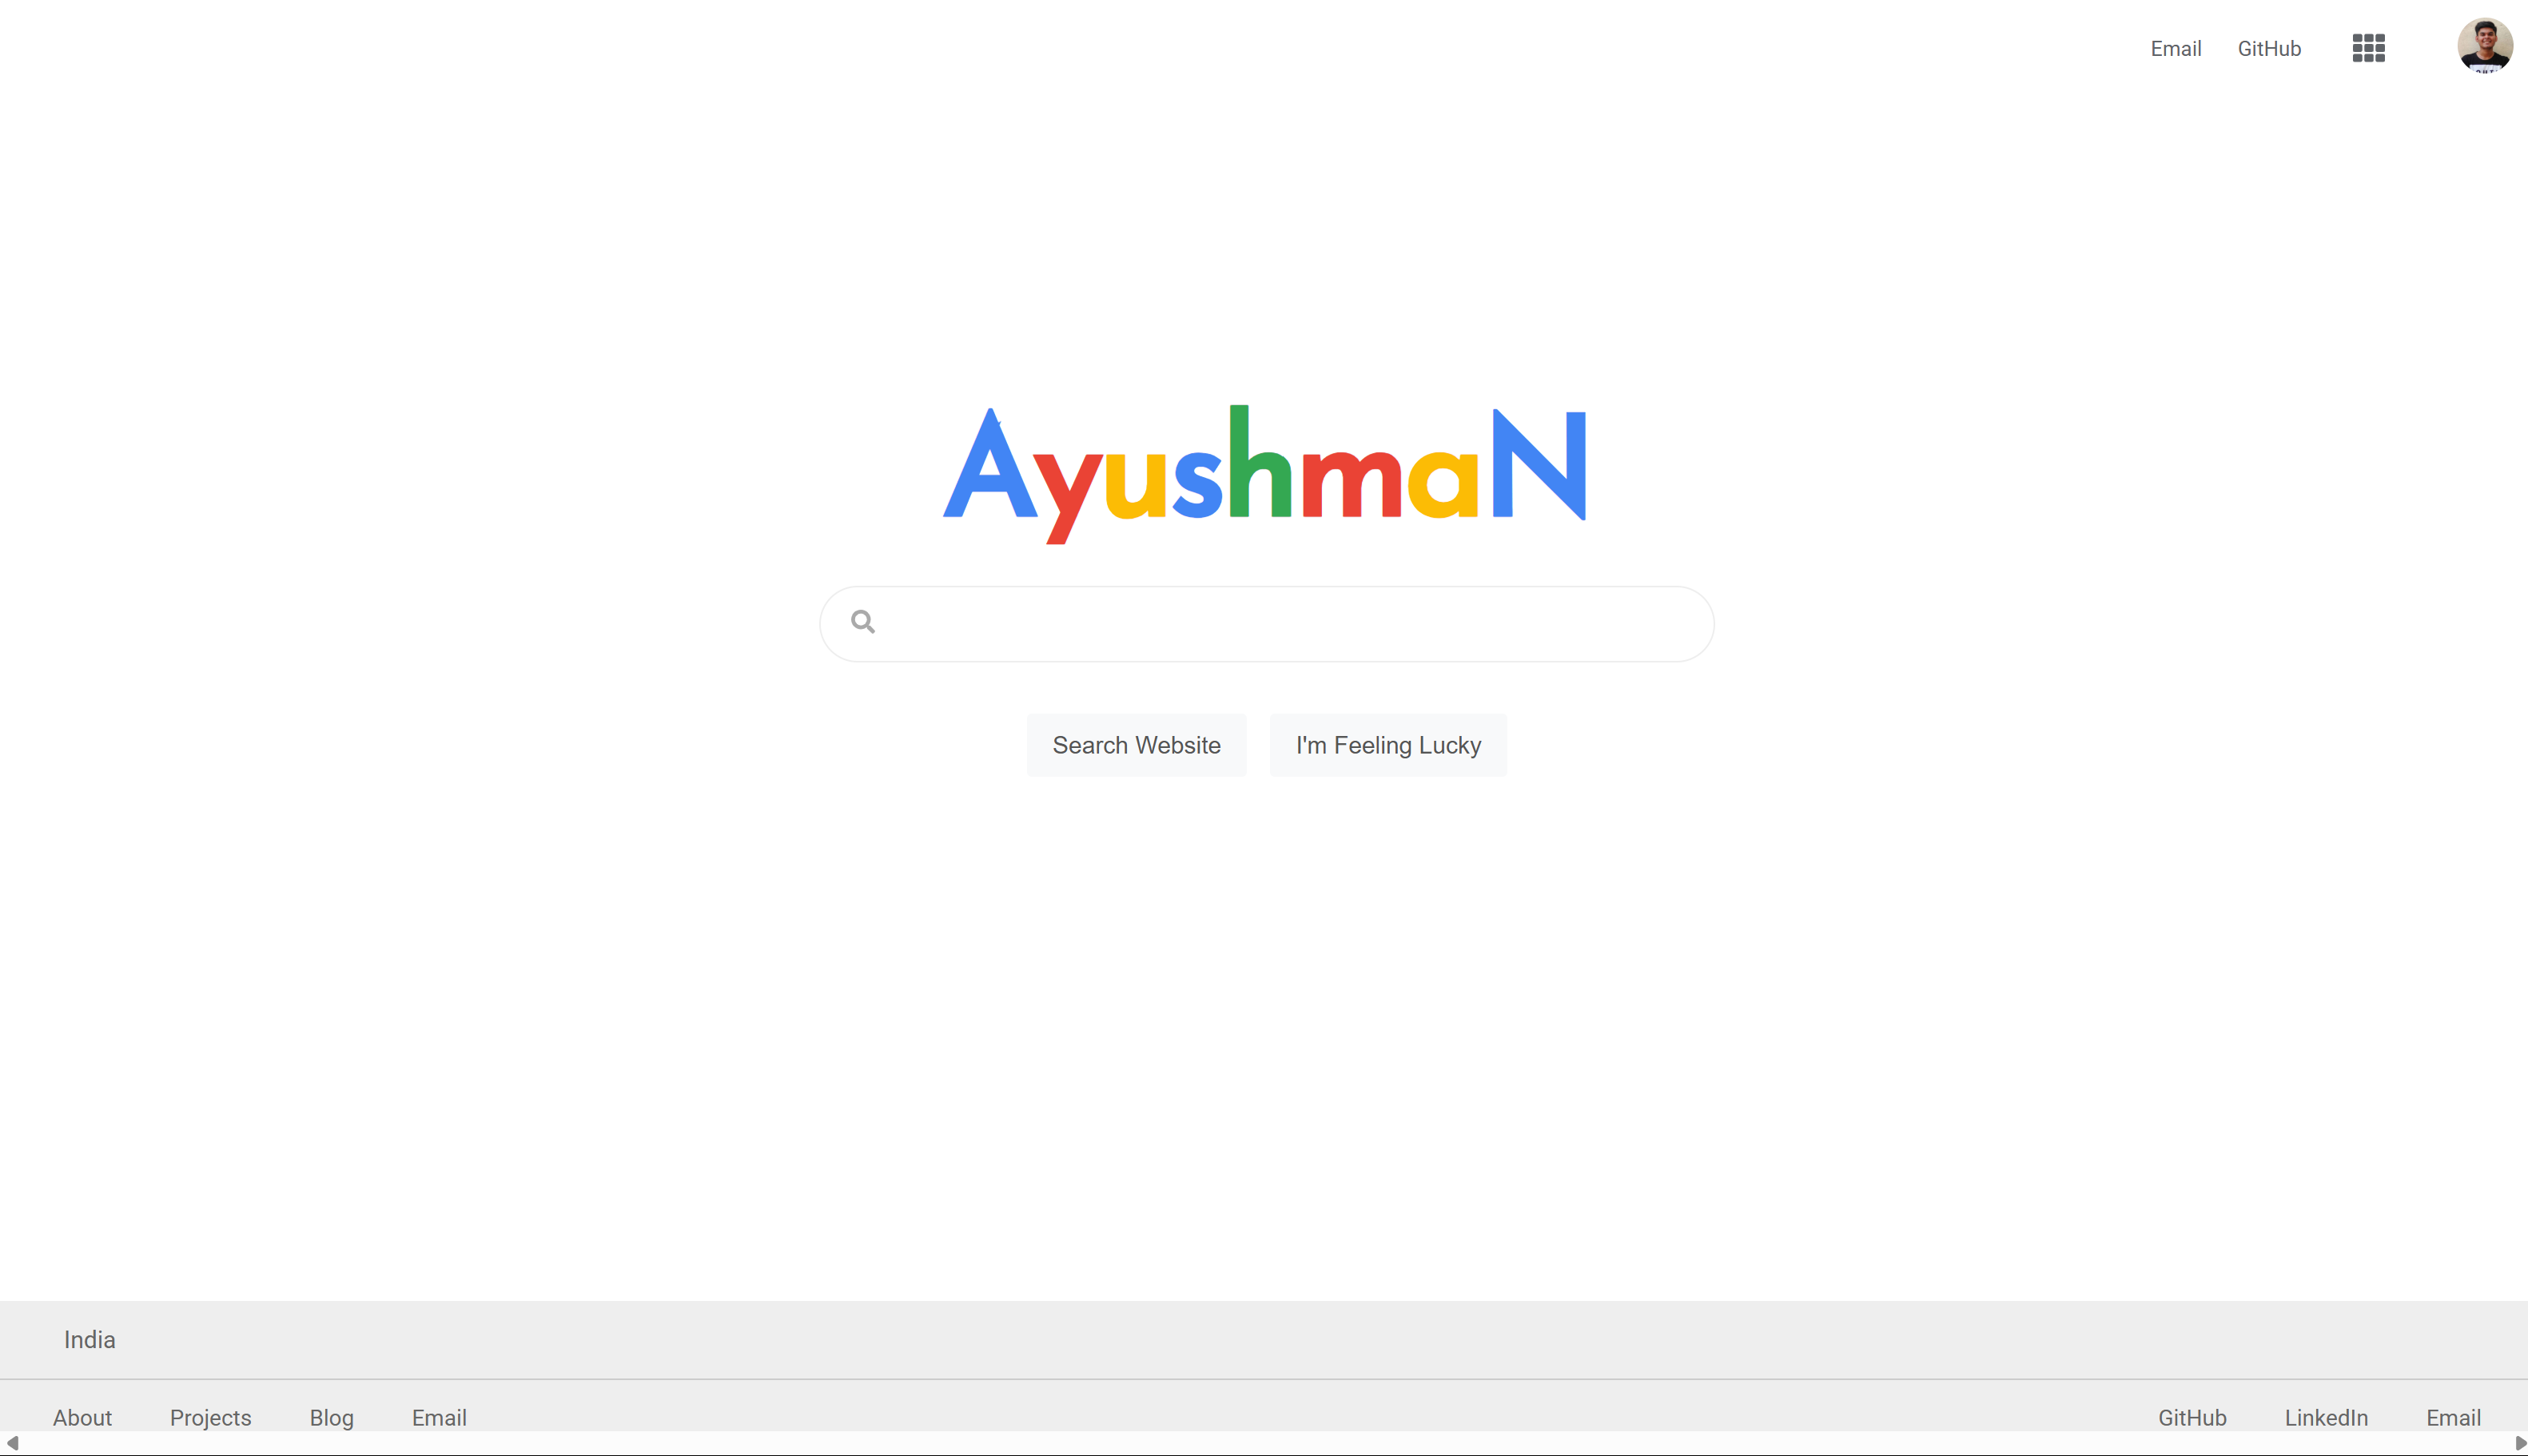 Email GitHub
AyushmaN
Search Website I'm Feeling Lucky
India
About Projects Blog Email GitHub LinkedIn Email